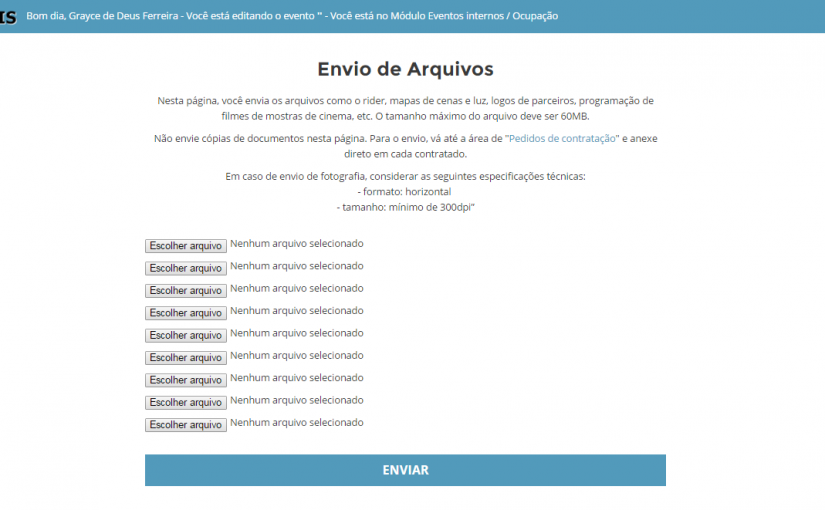 IS Bom dia, Grayce de Deus Ferreira - Você está editando o evento " - Você está no Módulo Eventos internos / Ocupação
Envio de Arquivos
Nesta página, você envia os arquivos como o rider, mapas de cenas e luz, logos de parceiros, programação de
filmes de mostras de cinema, etc. O tamanho máximo do arquivo deve ser 60MB.
Não envie cópias de documentos nesta página. Para o envio, vá até a área de "Pedidos de contratação" e anexe
direto em cada contratado.
Em caso de envio de fotografia, considerar as seguintes especificações técnicas:
- formato: horizontal
- tamanho: mínimo de 300dpi"
Escolher arquivo Nenhum arquivo selecionado
Escolher arquivo Nenhum arquivo selecionado
Escolher arquivo Nenhum arquivo selecionado
Escolher arquivo Nenhum arquivo selecionado
Escolher arquivo Nenhum arquivo selecionado
Escolher arquivo Nenhum arquivo selecionado
Escolher arquivo Nenhum arquivo selecionado
Escolher arquivo Nenhum arquivo selecionado
Escolher arquivo Nenhum arquivo selecionado
ENVIAR